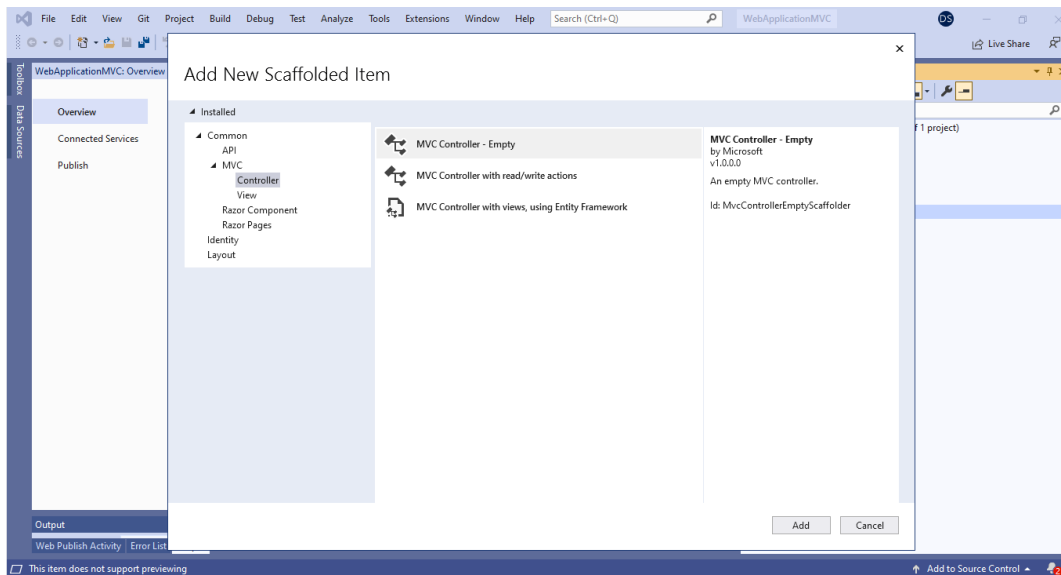 File Edit View Git Project Build Debug Test Analyze Tools Extensions Window Help Search (Ctrl+Q) WebApplicationMVC DS
Live Share
Toolbox
Data Sources
WebApplicationMVC: Overview
Overview
Connected Services
Publish
Add New Scaffolded Item
Installed
Common
API
MVC
Controller
View
Razor Component
Razor Pages
Identity
Layout
MVC Controller - Empty
MVC Controller with read/write actions
MVC Controller with views, using Entity Framework
MVC Controller - Empty
by Microsoft
v1.0.0.0
An empty MVC controller.
Id: MvcControllerEmptyScaffolder
Add Cancel
f 1 project)
Output
Web Publish Activity Error List
This item does not support previewing
Add to Source Control